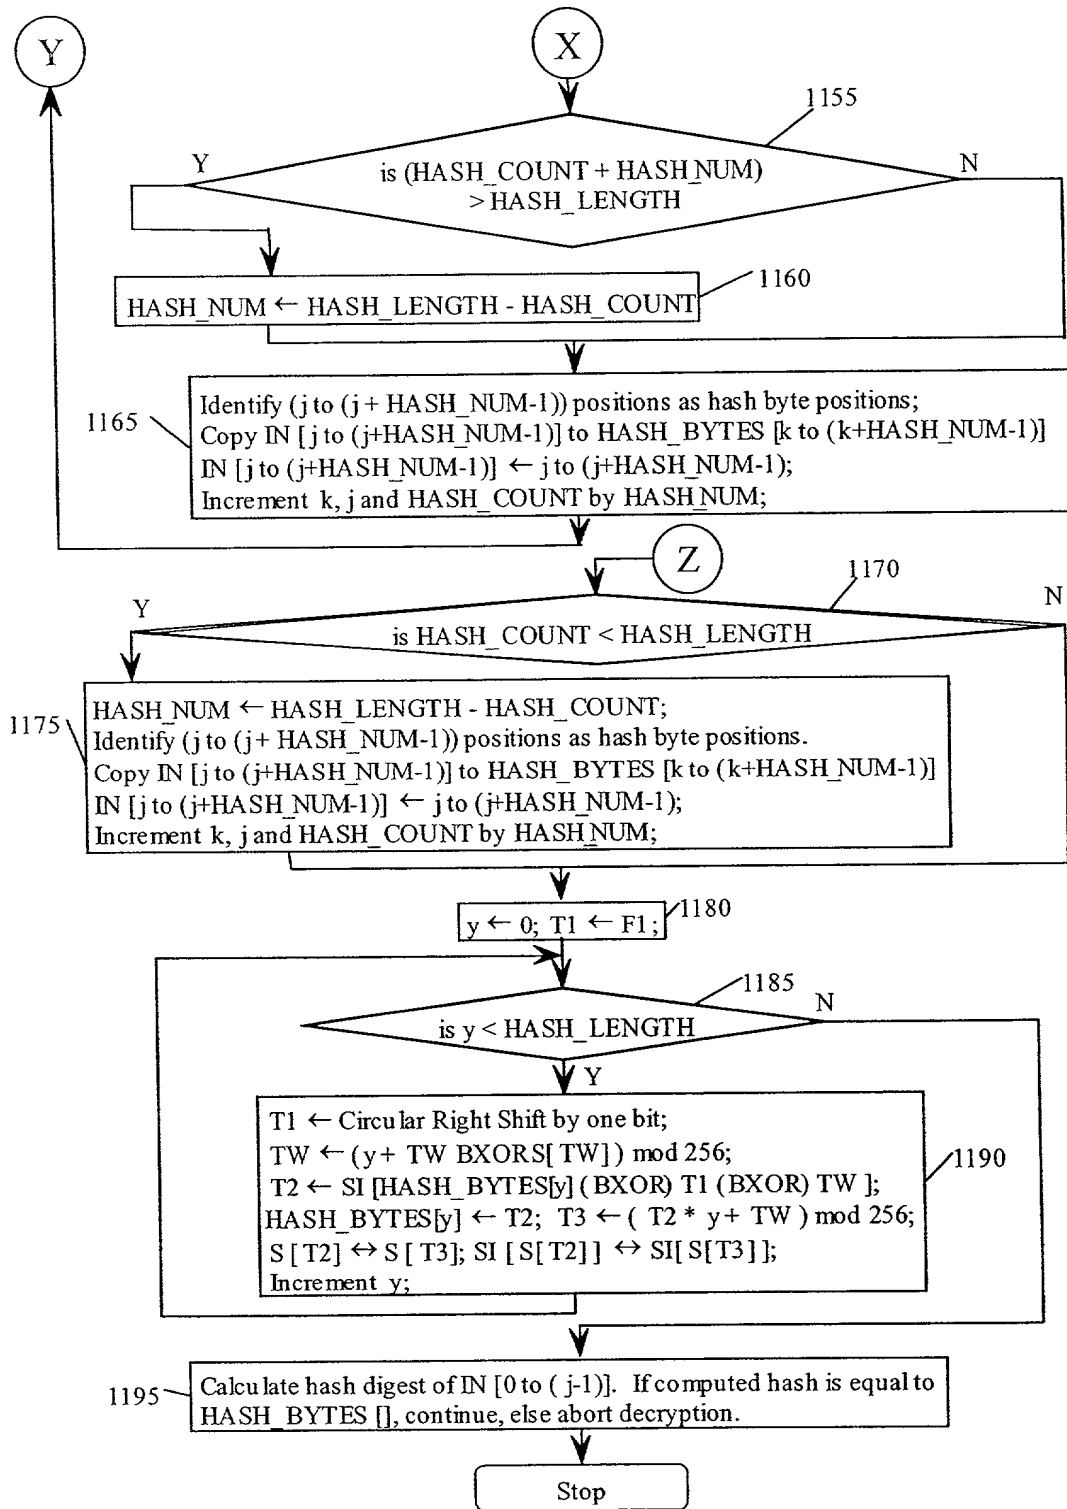 Y
X
1155
Y
N
is (HASH_COUNT + HASH_NUM)
> HASH_LENGTH
1160
HASH_NUM ← HASH_LENGTH - HASH_COUNT
1165
Identify (j to (j + HASH_NUM-1)) positions as hash byte positions;
Copy IN [j to (j+HASH_NUM-1)] to HASH_BYTES [k to (k+HASH_NUM-1)]
IN [j to (j+HASH_NUM-1)] ← j to (j+HASH_NUM-1);
Increment k, j and HASH_COUNT by HASH_NUM;
Z
1170
Y
N
is HASH_COUNT < HASH_LENGTH
1175
HASH_NUM ← HASH_LENGTH - HASH_COUNT;
Identify (j to (j + HASH_NUM-1)) positions as hash byte positions.
Copy IN [j to (j+HASH_NUM-1)] to HASH_BYTES [k to (k+HASH_NUM-1)]
IN [j to (j+HASH_NUM-1)] ← j to (j+HASH_NUM-1);
Increment k, j and HASH_COUNT by HASH_NUM;
y ← 0; T1 ← F1;
1180
1185
N
is y < HASH_LENGTH
Y
T1 ← Circular Right Shift by one bit;
TW ← (y + TW BXORS[TW]) mod 256;
1190
T2 ← SI [HASH_BYTES[y] (BXOR) T1 (BXOR) TW ];
HASH_BYTES[y] ← T2; T3 ← ( T2 * y + TW ) mod 256;
S [T2] ↔ S [T3]; SI [S[T2]] ↔ SI[S[T3]];
Increment y;
1195
Calculate hash digest of IN [0 to ( j-1)]. If computed hash is equal to
HASH_BYTES [], continue, else abort decryption.
Stop